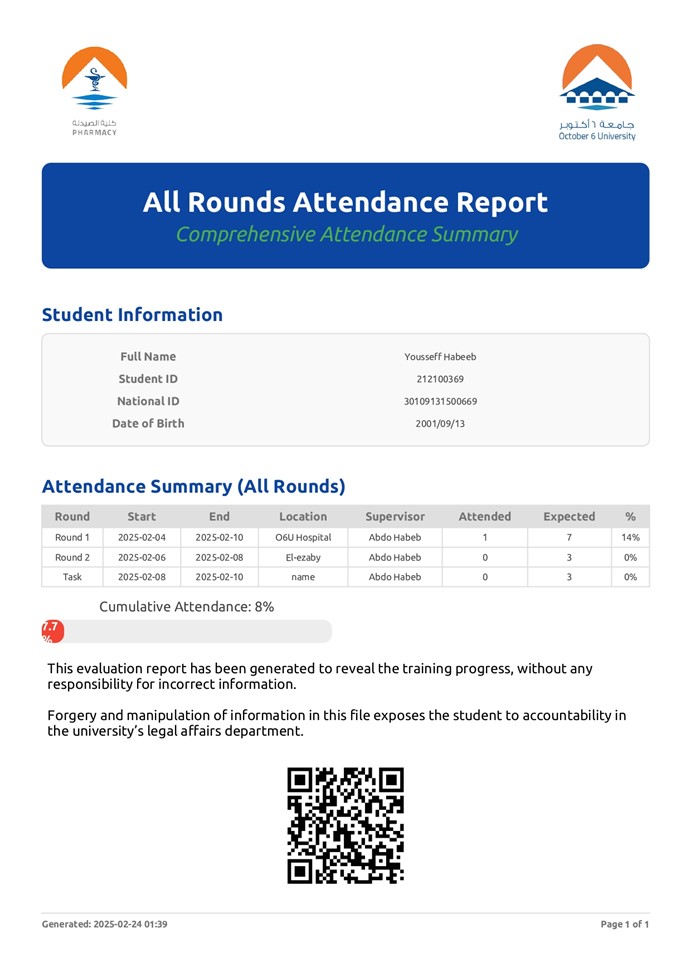 كلية الصيدلة
PHARMACY
جامعة ٦ أكتوبر
October 6 University
All Rounds Attendance Report
Comprehensive Attendance Summary
Student Information
Full Name Yousseff Habeeb
Student ID 212100369
National ID 30109131500669
Date of Birth 2001/09/13
Attendance Summary (All Rounds)
Round Start End Location Supervisor Attended Expected %
Round 1 2025-02-04 2025-02-10 O6U Hospital Abdo Habeb 1 7 14%
Round 2 2025-02-06 2025-02-08 El-ezaby Abdo Habeb 0 3 0%
Task 2025-02-08 2025-02-10 name Abdo Habeb 0 3 0%
Cumulative Attendance: 8%
7.7
%
This evaluation report has been generated to reveal the training progress, without any
responsibility for incorrect information.
Forgery and manipulation of information in this file exposes the student to accountability in
the university's legal affairs department.
Generated: 2025-02-24 01:39 Page 1 of 1